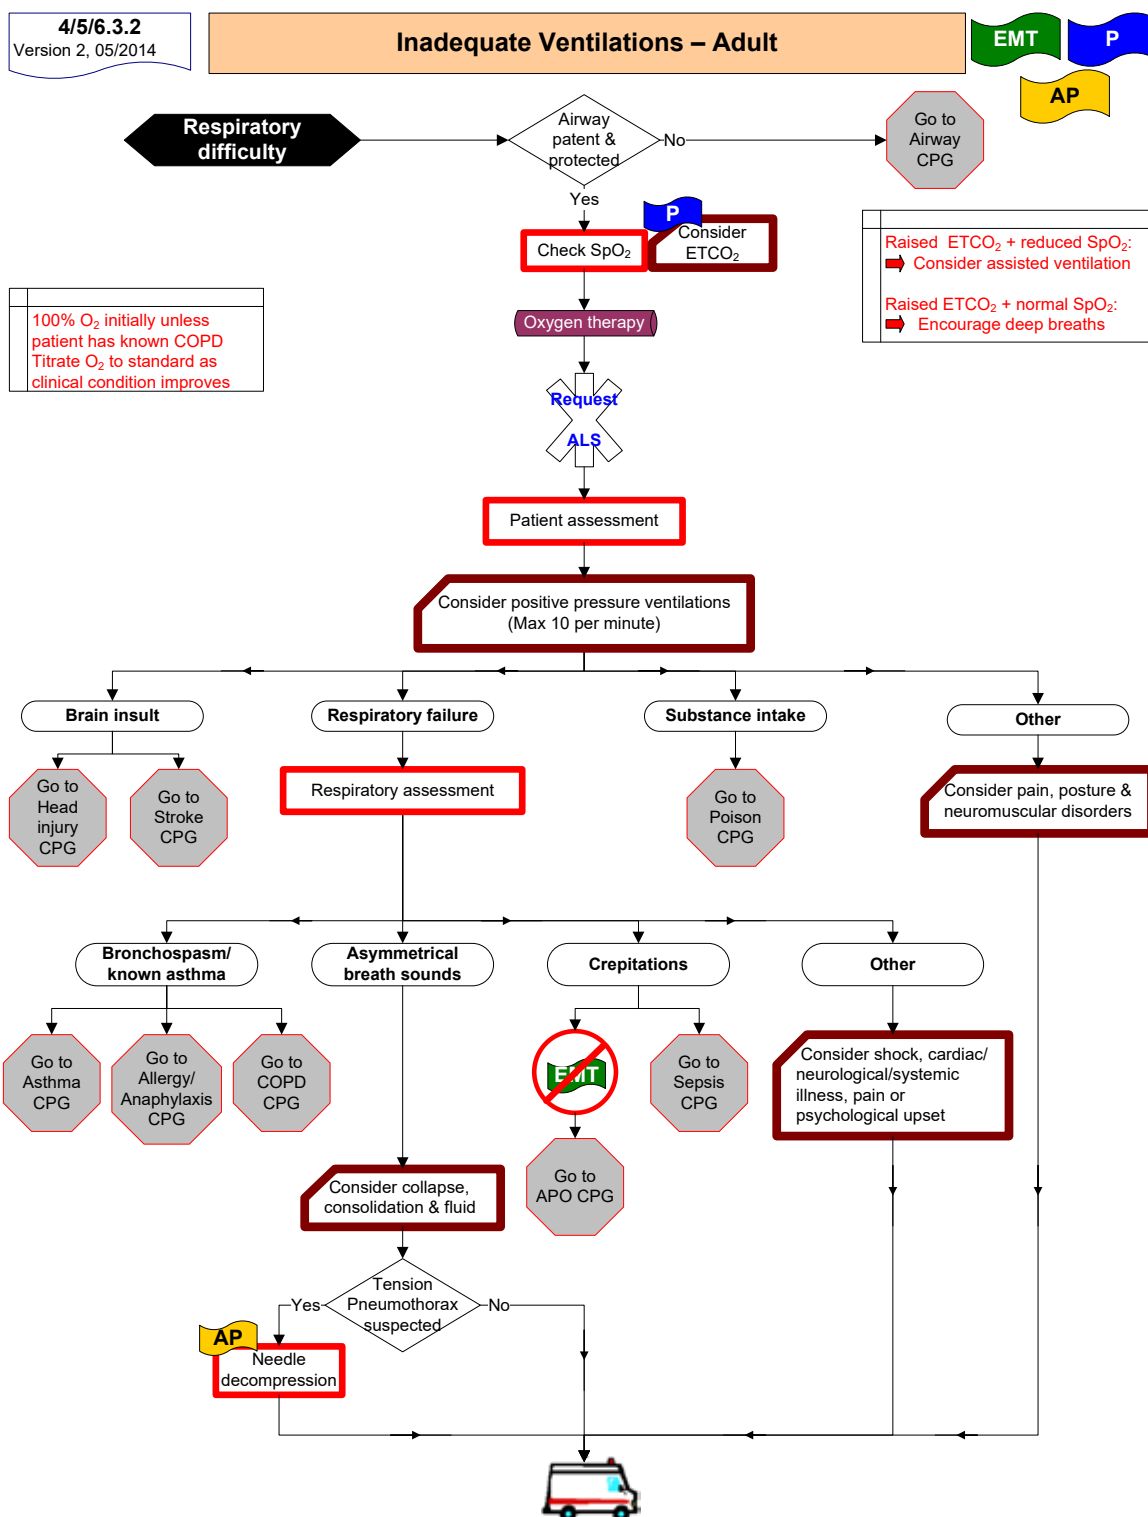 4/5/6.3.2
Version 2, 05/2014
Inadequate Ventilations – Adult
EMT
P
AP
Respiratory
difficulty
Airway
patent &
protected
No
Go to
Airway
CPG
Yes
P
Check SpO₂
Consider
ETCO₂
Raised ETCO₂ + reduced SpO₂:
Consider assisted ventilation
Raised ETCO₂ + normal SpO₂:
Encourage deep breaths
100% O₂ initially unless
patient has known COPD
Titrate O₂ to standard as
clinical condition improves
Oxygen therapy
Request
ALS
Patient assessment
Consider positive pressure ventilations
(Max 10 per minute)
Brain insult
Respiratory failure
Substance intake
Other
Go to
Head
injury
CPG
Go to
Stroke
CPG
Respiratory assessment
Go to
Poison
CPG
Consider pain, posture &
neuromuscular disorders
Bronchospasm/
known asthma
Asymmetrical
breath sounds
Crepitations
Other
Go to
Asthma
CPG
Go to
Allergy/
Anaphylaxis
CPG
Go to
COPD
CPG
EMT
Go to
Sepsis
CPG
Consider shock, cardiac/
neurological/systemic
illness, pain or
psychological upset
Go to
APO CPG
Consider collapse,
consolidation & fluid
Tension
Pneumothorax
suspected
Yes
No
AP
Needle
decompression